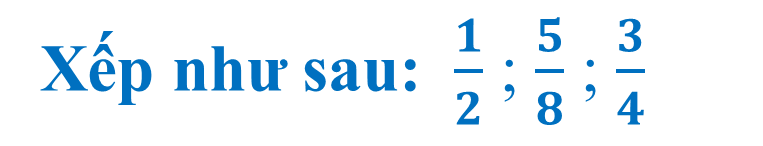 Xếp như sau: 1/2 ; 5/8 ; 3/4